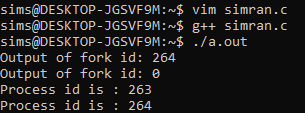 sims@DESKTOP-JGSVF9M:~$ vim simran.c
sims@DESKTOP-JGSVF9M:~$ g++ simran.c
sims@DESKTOP-JGSVF9M:~$ ./a.out
Output of fork id: 264
Output of fork id: 0
Process id is : 263
Process id is : 264